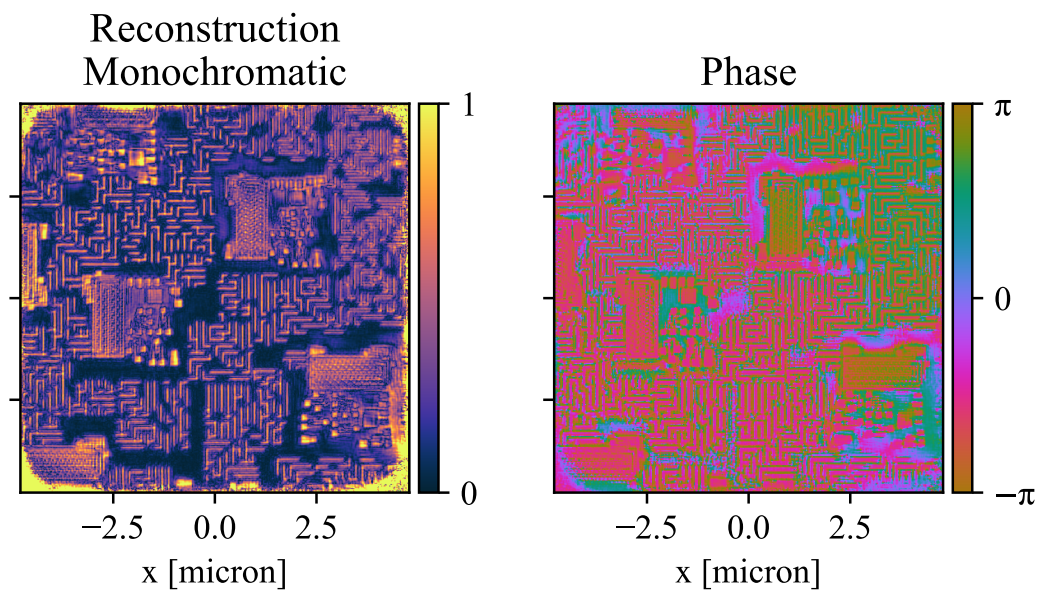 Reconstruction
Monochromatic
Phase
1
0
π
0
−π
−2.5 0.0 2.5
−2.5 0.0 2.5
x [micron]
x [micron]